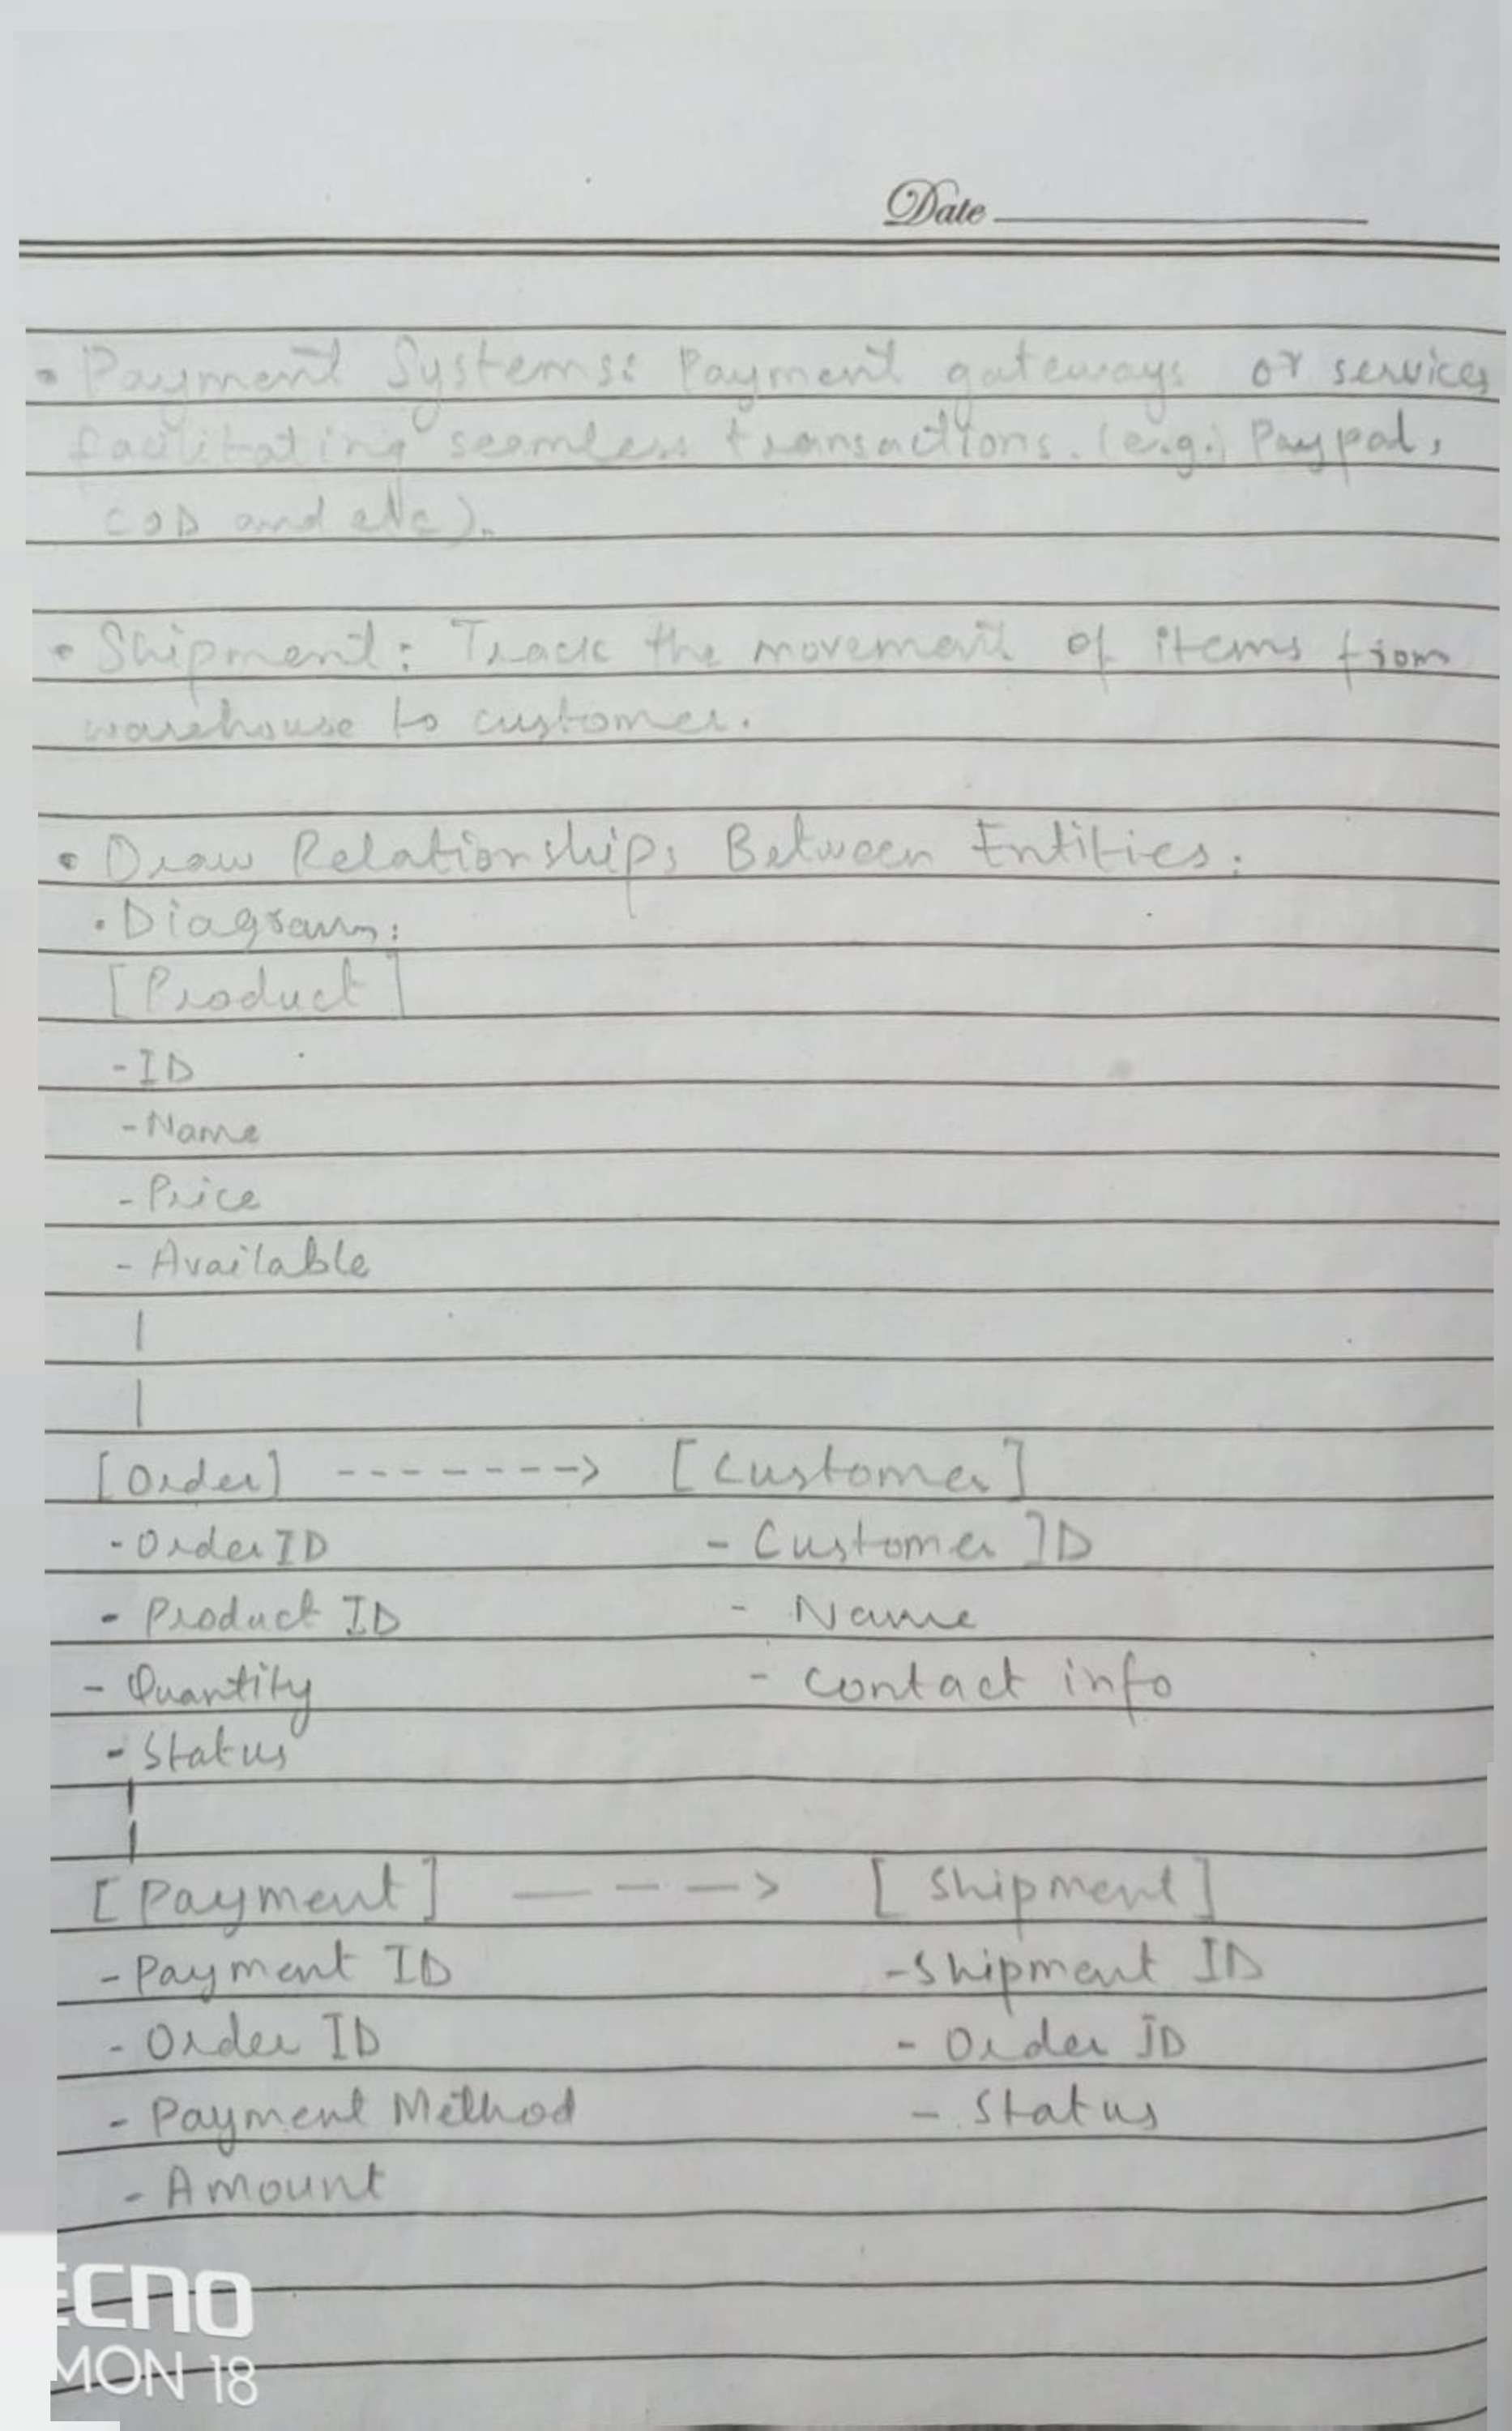 Date
• Payment Systems: Payment gateways or services
facilitating seemless transactions. (e.g.) Paypal,
COD and etc).
• Shipment: Track the movement of items from
warehouse to customer.
• Draw Relationships Between Entities:
• Diagram:
[Product]
- ID
- Name
- Price
- Available
|
|
[Order] -------> [Customer]
- Order ID - Customer ID
- Product ID - Name
- Quantity - Contact info
- Status
|
|
[Payment] ----> [Shipment]
- Payment ID - Shipment ID
- Order ID - Order ID
- Payment Method - Status
- Amount
ECNO
MON 18